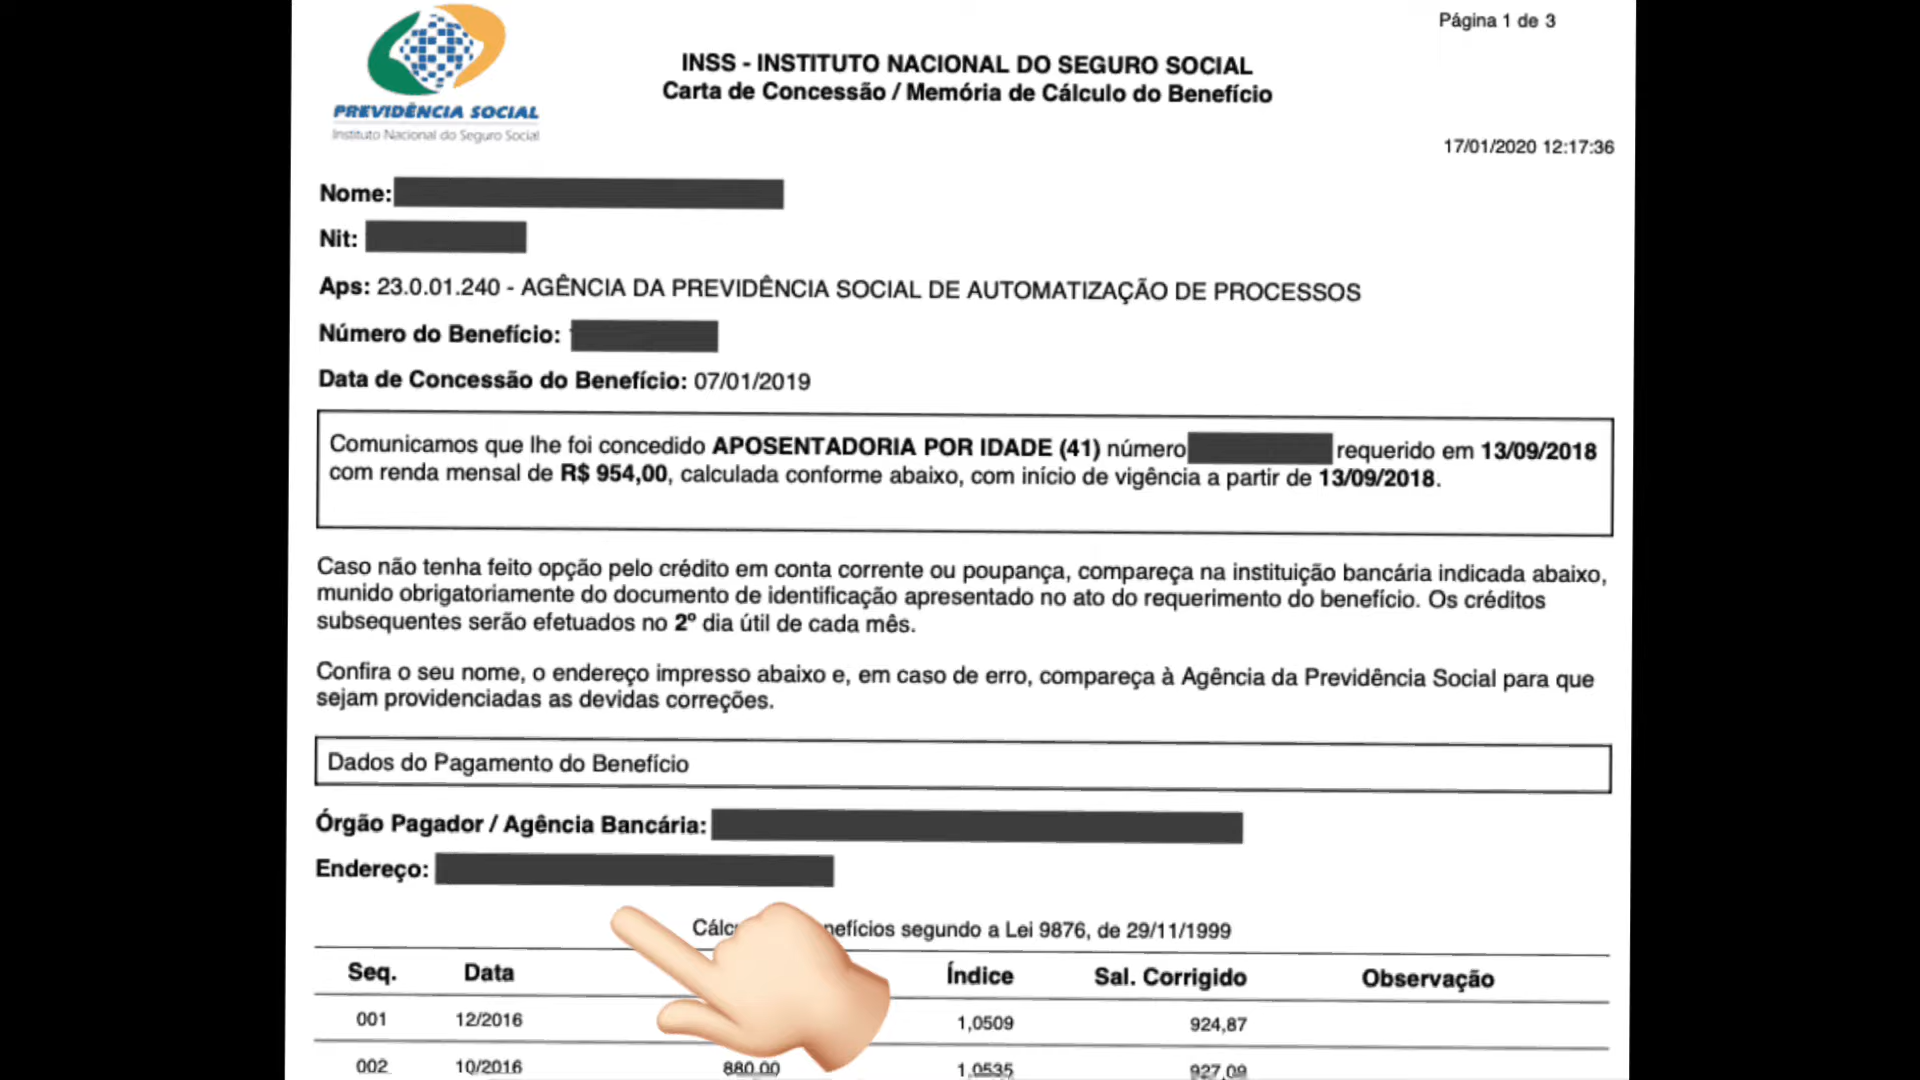 Página 1 de 3
PREVIDÊNCIA SOCIAL
Instituto Nacional do Seguro Social
INSS - INSTITUTO NACIONAL DO SEGURO SOCIAL
Carta de Concessão / Memória de Cálculo do Benefício
17/01/2020 12:17:36
Nome:
Nit:
Aps: 23.0.01.240 - AGÊNCIA DA PREVIDÊNCIA SOCIAL DE AUTOMATIZAÇÃO DE PROCESSOS
Número do Benefício:
Data de Concessão do Benefício: 07/01/2019
Comunicamos que lhe foi concedido APOSENTADORIA POR IDADE (41) número requerido em 13/09/2018
com renda mensal de R$ 954,00, calculada conforme abaixo, com início de vigência a partir de 13/09/2018.
Caso não tenha feito opção pelo crédito em conta corrente ou poupança, compareça na instituição bancária indicada abaixo,
munido obrigatoriamente do documento de identificação apresentado no ato do requerimento do benefício. Os créditos
subsequentes serão efetuados no 2º dia útil de cada mês.
Confira o seu nome, o endereço impresso abaixo e, em caso de erro, compareça à Agência da Previdência Social para que
sejam providenciadas as devidas correções.
Dados do Pagamento do Benefício
Órgão Pagador / Agência Bancária:
Endereço:
segundo a Lei 9876, de 29/11/1999
Seq. Data Índice Sal. Corrigido Observação
001 12/2016 1,0509 924,87
002 10/2016 880,00 1,0535 927,09